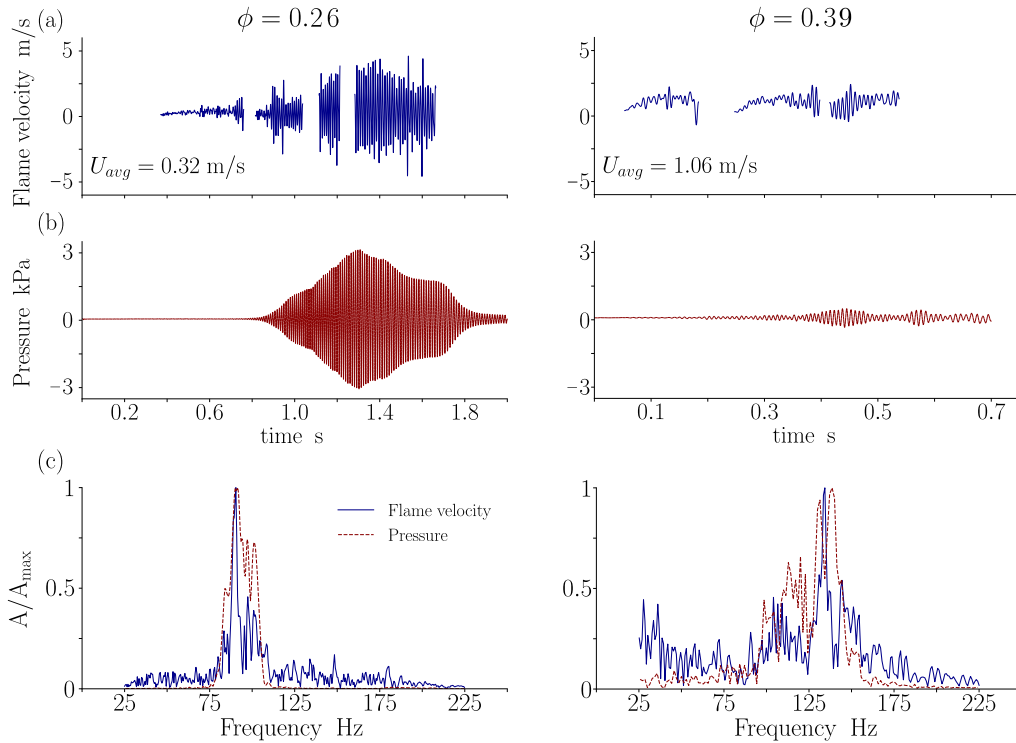 (a)
ϕ = 0.26
ϕ = 0.39
Flame velocity m/s
5
0
−5
U_avg = 0.32 m/s
5
0
−5
U_avg = 1.06 m/s
(b)
Pressure kPa
3
0
−3
3
0
−3
0.2 0.6 1.0 1.4 1.8
0.1 0.3 0.5 0.7
time s
time s
(c)
A/A_max
1
0.5
0
Flame velocity
Pressure
1
0.5
0
25 75 125 175 225
25 75 125 175 225
Frequency Hz
Frequency Hz